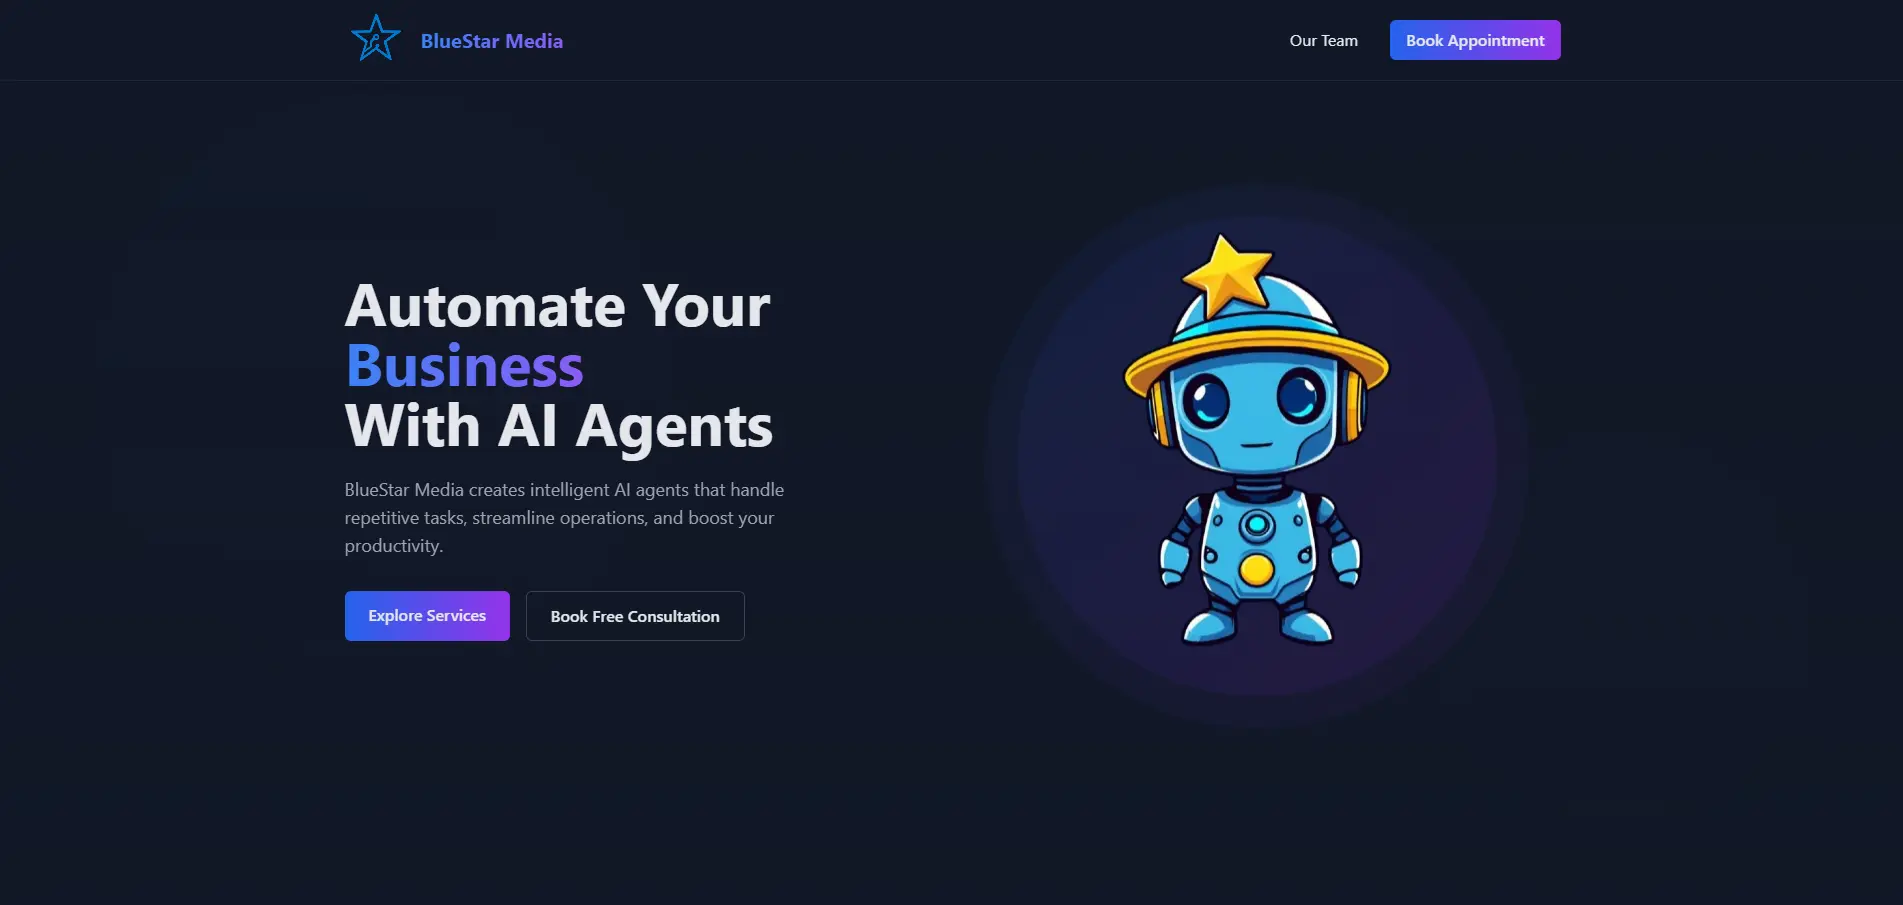 BlueStar Media
Our Team
Book Appointment
Automate Your
Business
With AI Agents
BlueStar Media creates intelligent AI agents that handle
repetitive tasks, streamline operations, and boost your
productivity.
Explore Services
Book Free Consultation